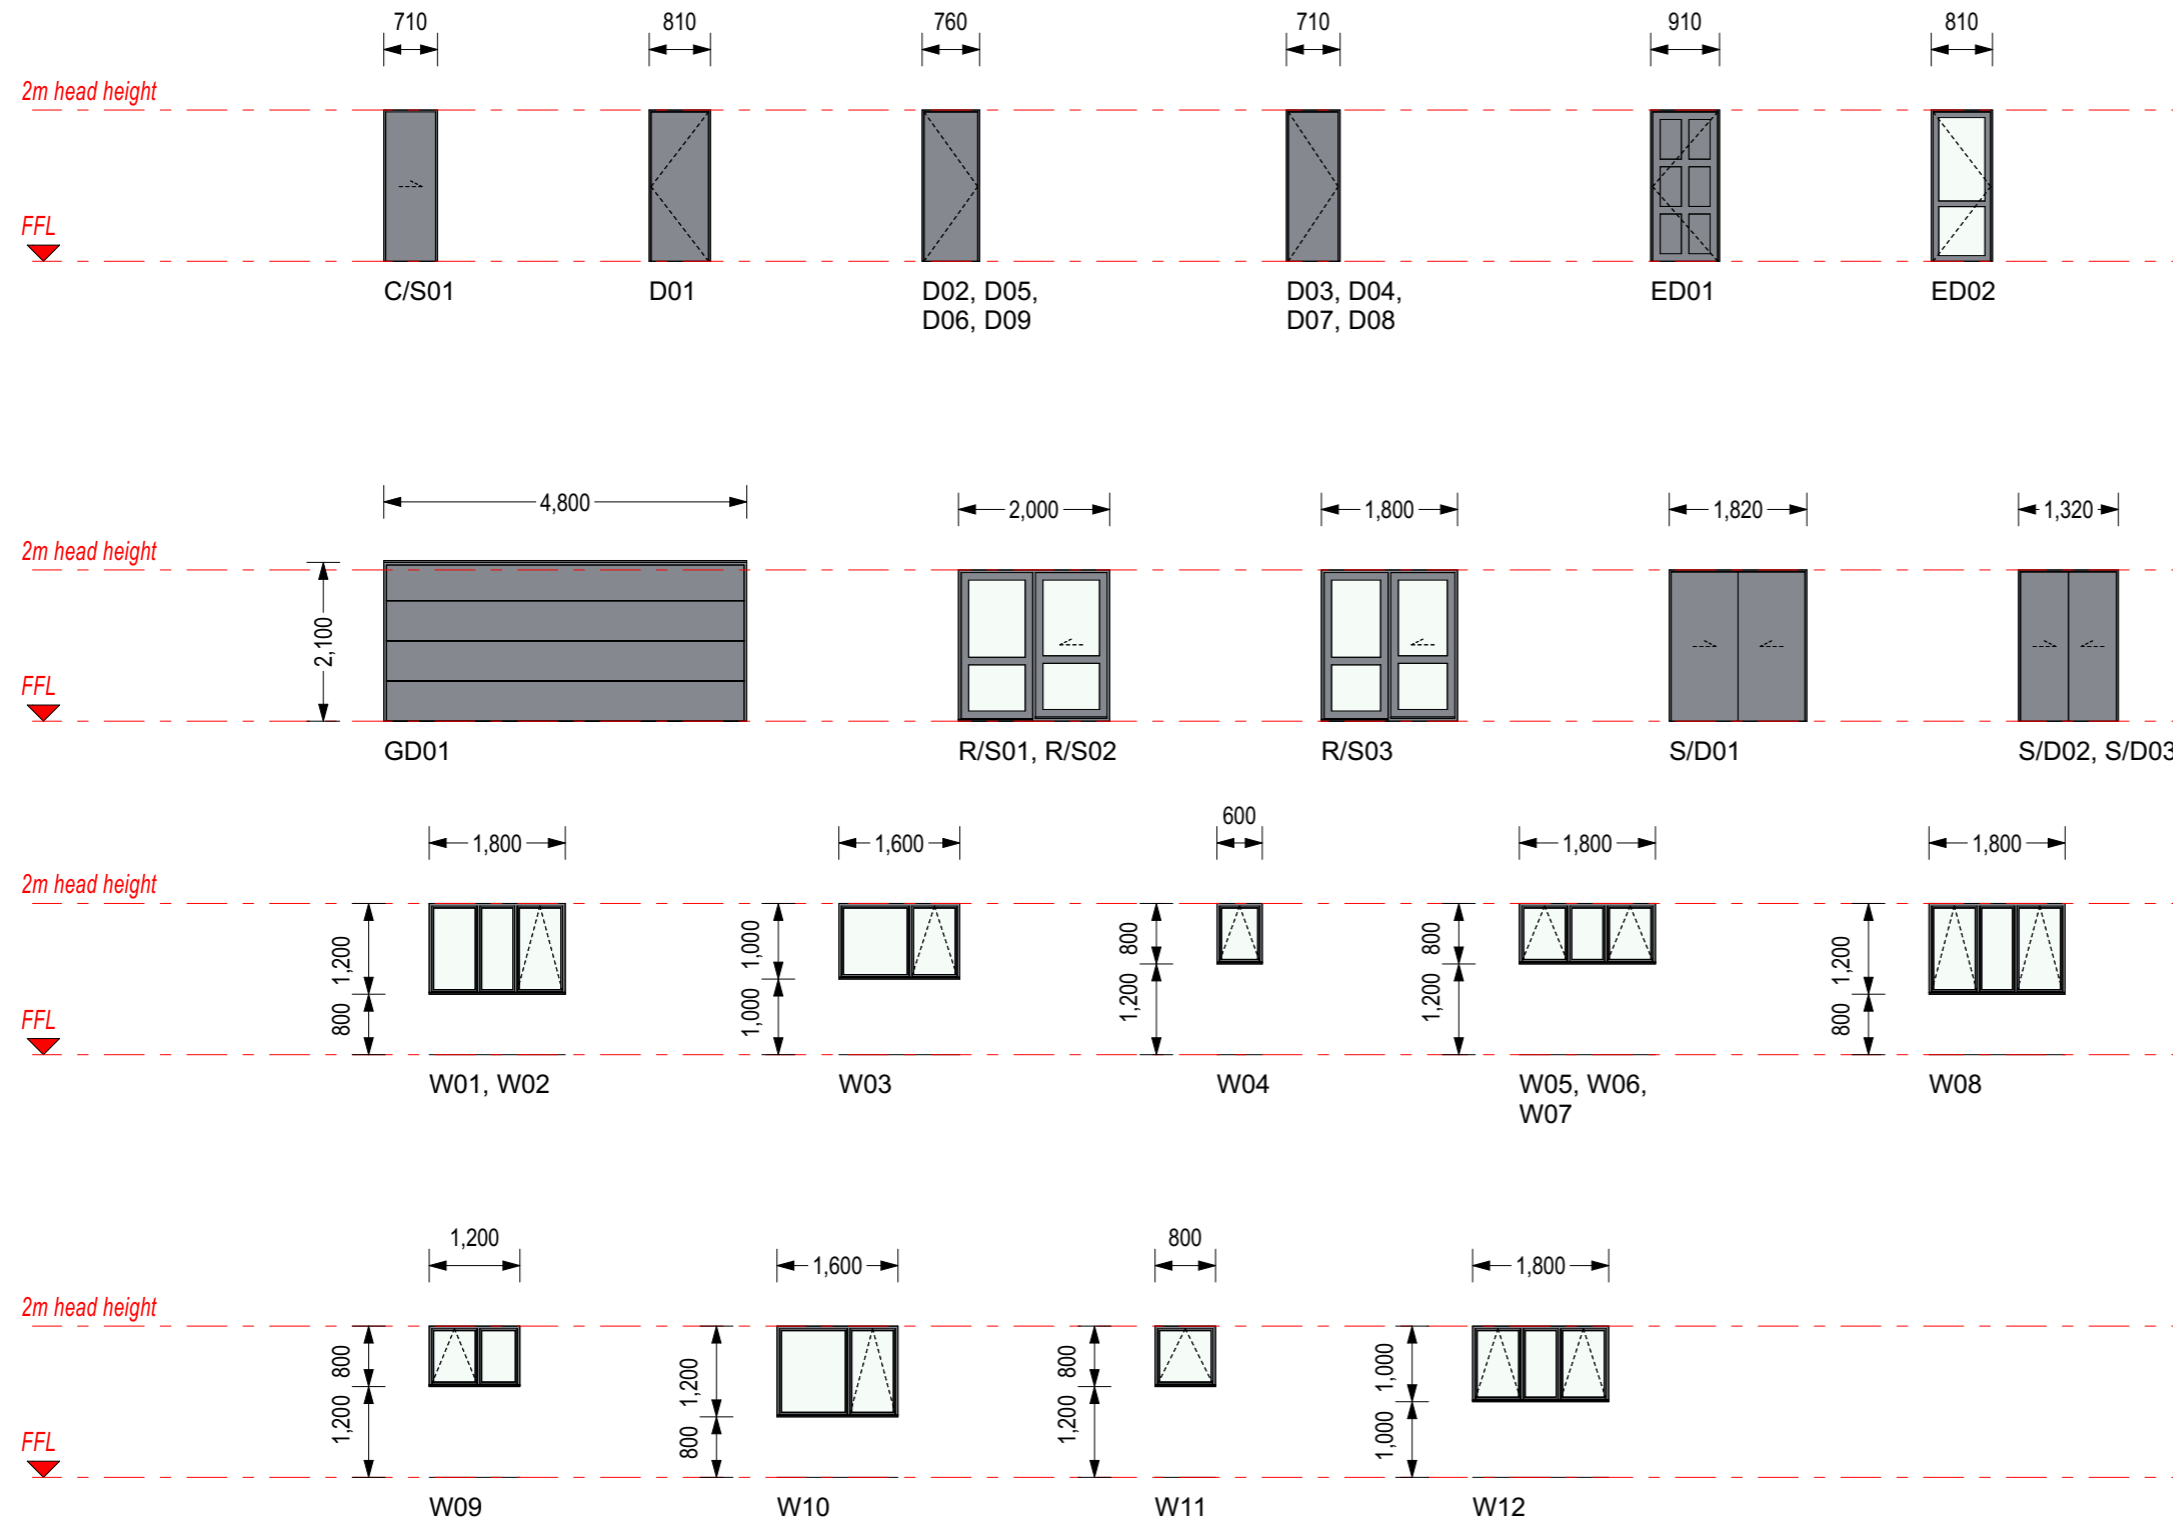 710
810
760
710
910
810
2m head height
FFL
C/S01
D01
D02, D05,
D06, D09
D03, D04,
D07, D08
ED01
ED02
4,800
2,000
1,800
1,820
1,320
2m head height
2,100
FFL
GD01
R/S01, R/S02
R/S03
S/D01
S/D02, S/D03
1,800
1,600
600
1,800
1,800
2m head height
1,200
800
1,000
1,000
800
1,200
800
1,200
1,200
800
FFL
W01, W02
W03
W04
W05, W06,
W07
W08
1,200
1,600
800
1,800
2m head height
800
1,200
1,200
800
800
1,200
1,000
1,000
FFL
W09
W10
W11
W12